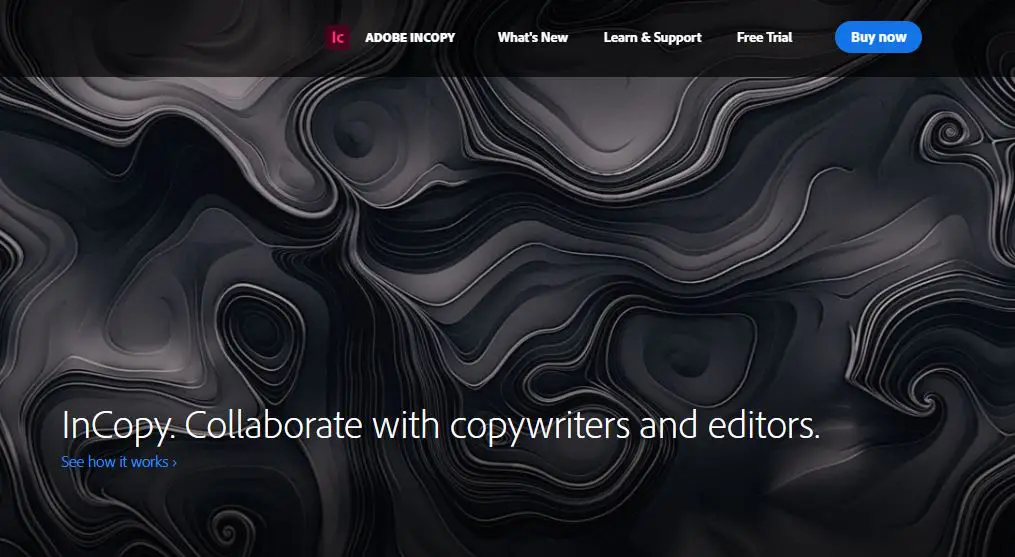 Ic ADOBE INCOPY What's New Learn & Support Free Trial Buy now
InCopy. Collaborate with copywriters and editors.
See how it works ›